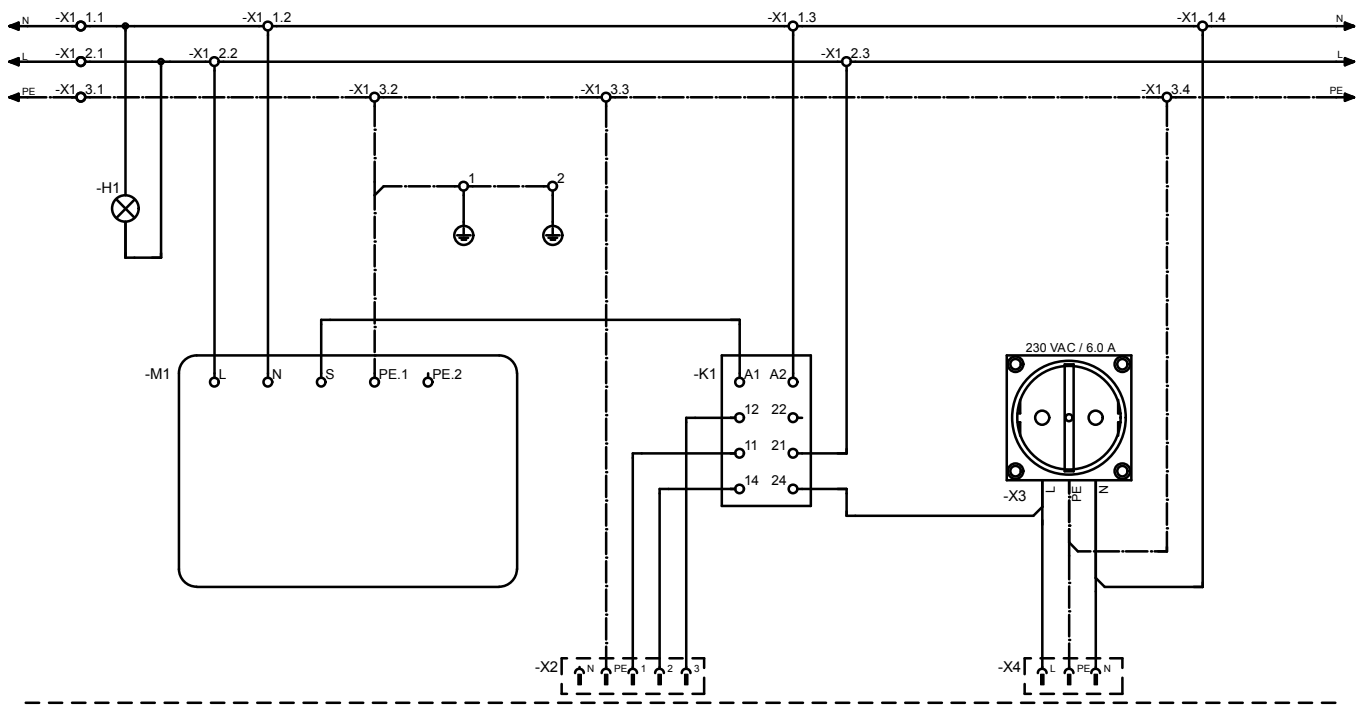 N -X1 1.1 -X1 1.2 -X1 1.3 -X1 1.4 N
L -X1 2.1 -X1 2.2 -X1 2.3 L
PE -X1 3.1 -X1 3.2 -X1 3.3 -X1 3.4 PE
1 2
-H1
230 VAC / 6.0 A
-M1 L N S PE.1 PE.2 -K1 A1 A2
12 22
11 21
14 24
-X3 L PE N
-X2 N PE 1 2 3 -X4 L PE N